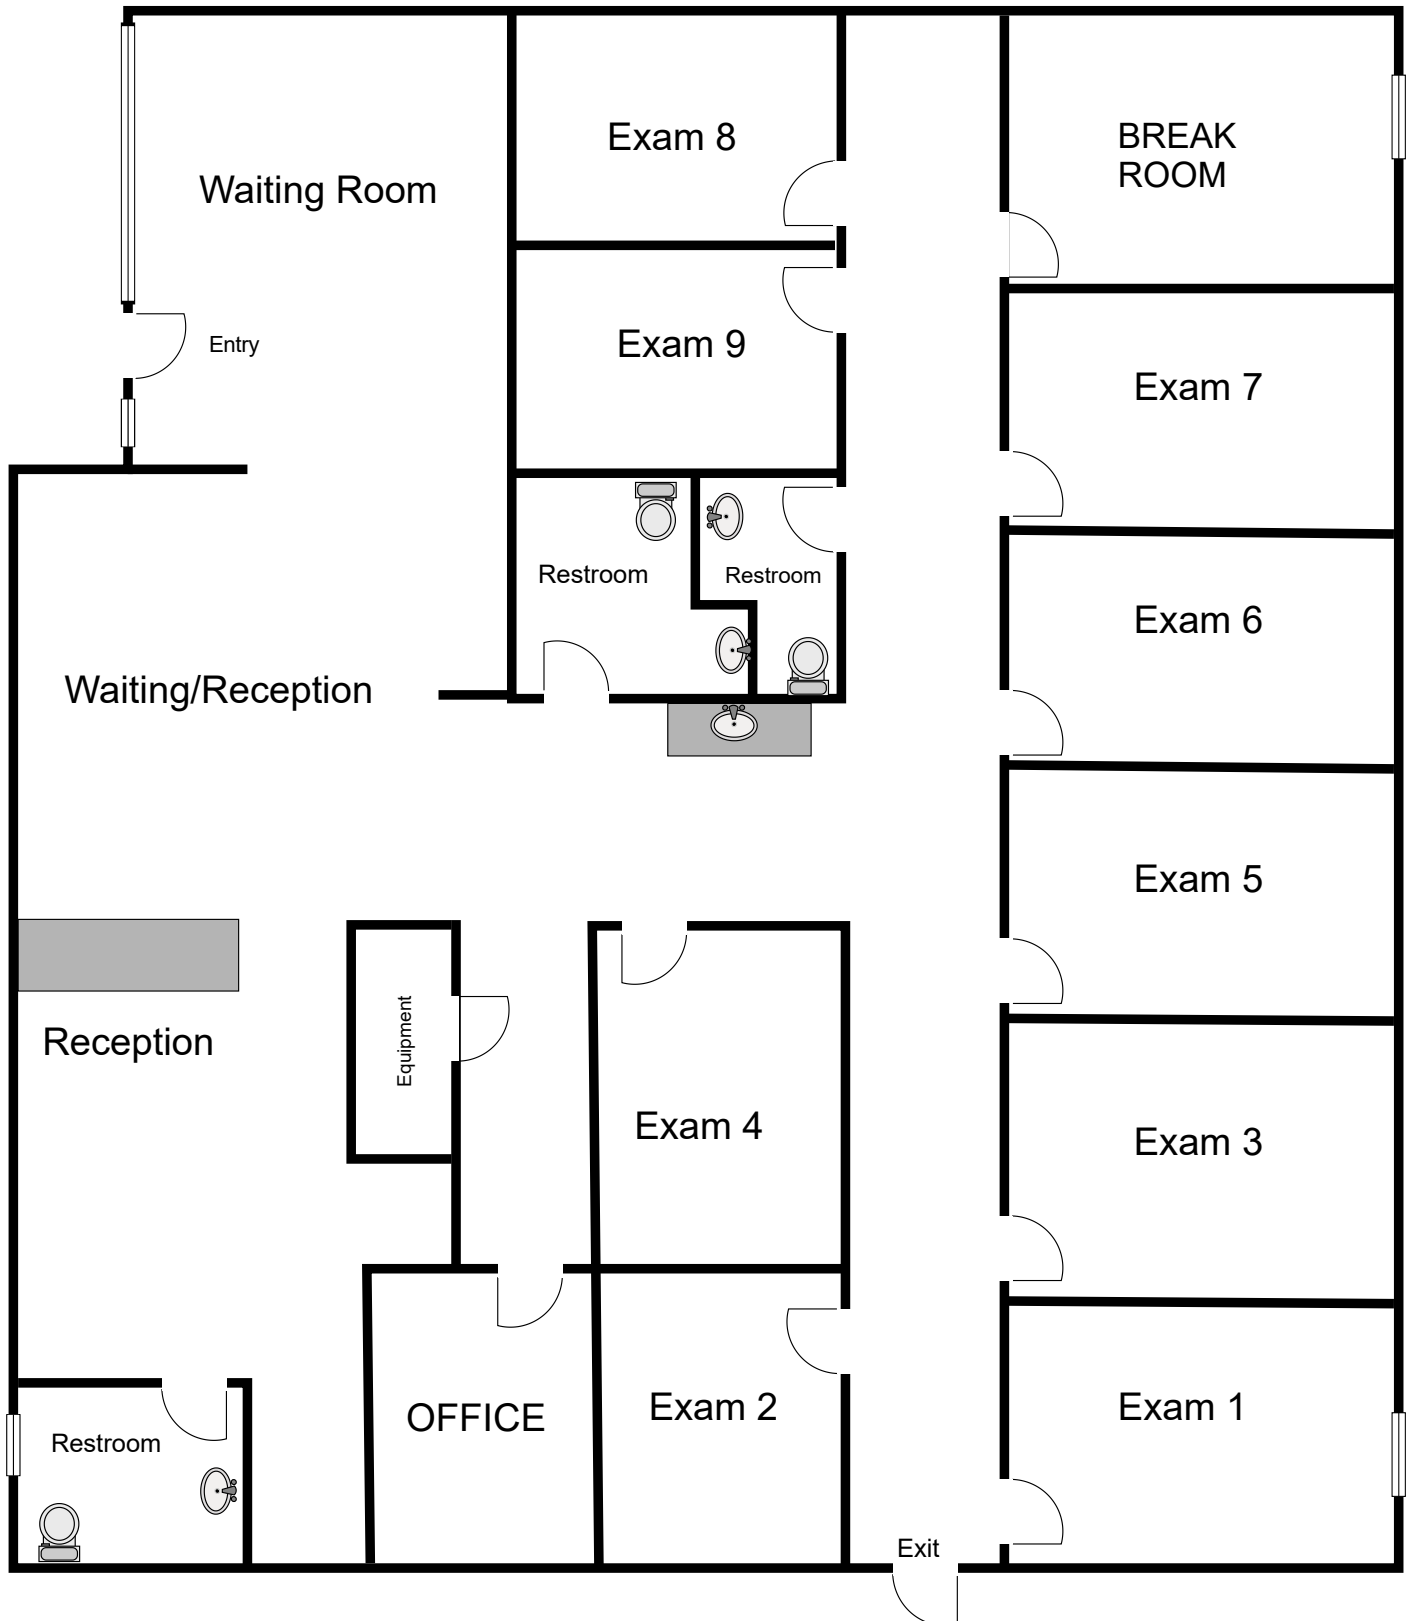 Exam 8
BREAK
ROOM
Waiting Room
Entry
Exam 9
Exam 7
Restroom
Restroom
Exam 6
Waiting/Reception
Exam 5
Reception
Equipment
Exam 4
Exam 3
OFFICE
Exam 2
Exam 1
Restroom
Exit